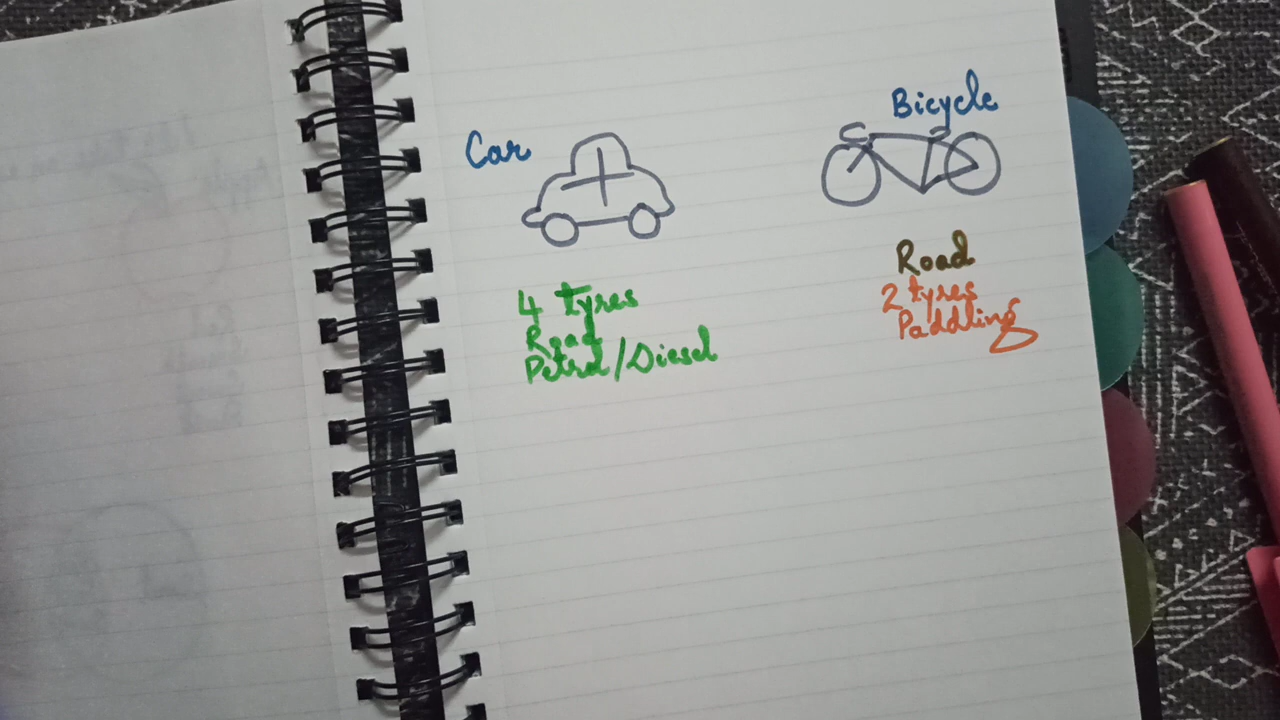 Car
4 tyres
Road
Petrol/Diesel
Bicycle
Road
2 tyres
Paddling